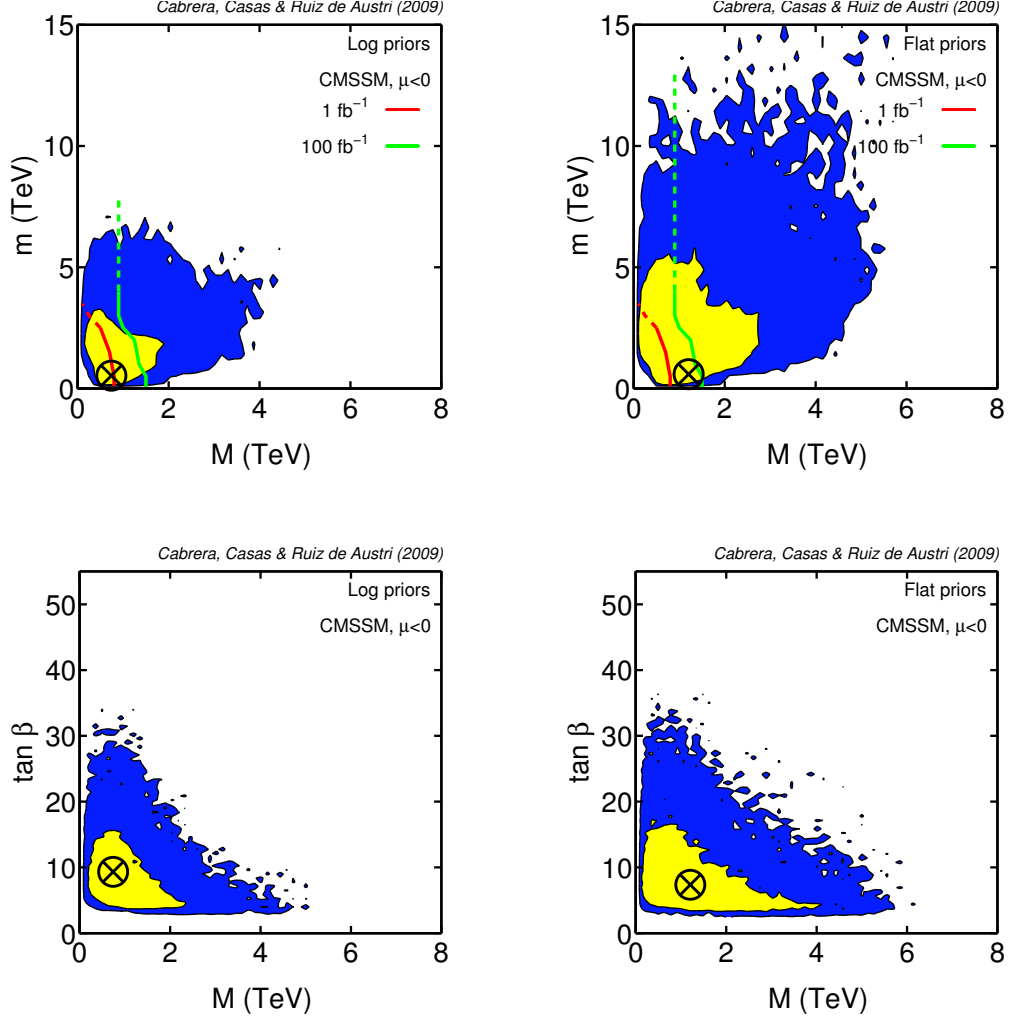 Cabrera, Casas & Ruiz de Austri (2009)
15
Log priors
CMSSM, μ<0
1 fb⁻¹
100 fb⁻¹
10
5
0
m (TeV)
0 2 4 6 8
M (TeV)
Cabrera, Casas & Ruiz de Austri (2009)
15
Flat priors
CMSSM, μ<0
1 fb⁻¹
100 fb⁻¹
10
5
0
m (TeV)
0 2 4 6 8
M (TeV)
Cabrera, Casas & Ruiz de Austri (2009)
Log priors
CMSSM, μ<0
50
40
30
20
10
0
tan β
0 2 4 6 8
M (TeV)
Cabrera, Casas & Ruiz de Austri (2009)
Flat priors
CMSSM, μ<0
50
40
30
20
10
0
tan β
0 2 4 6 8
M (TeV)